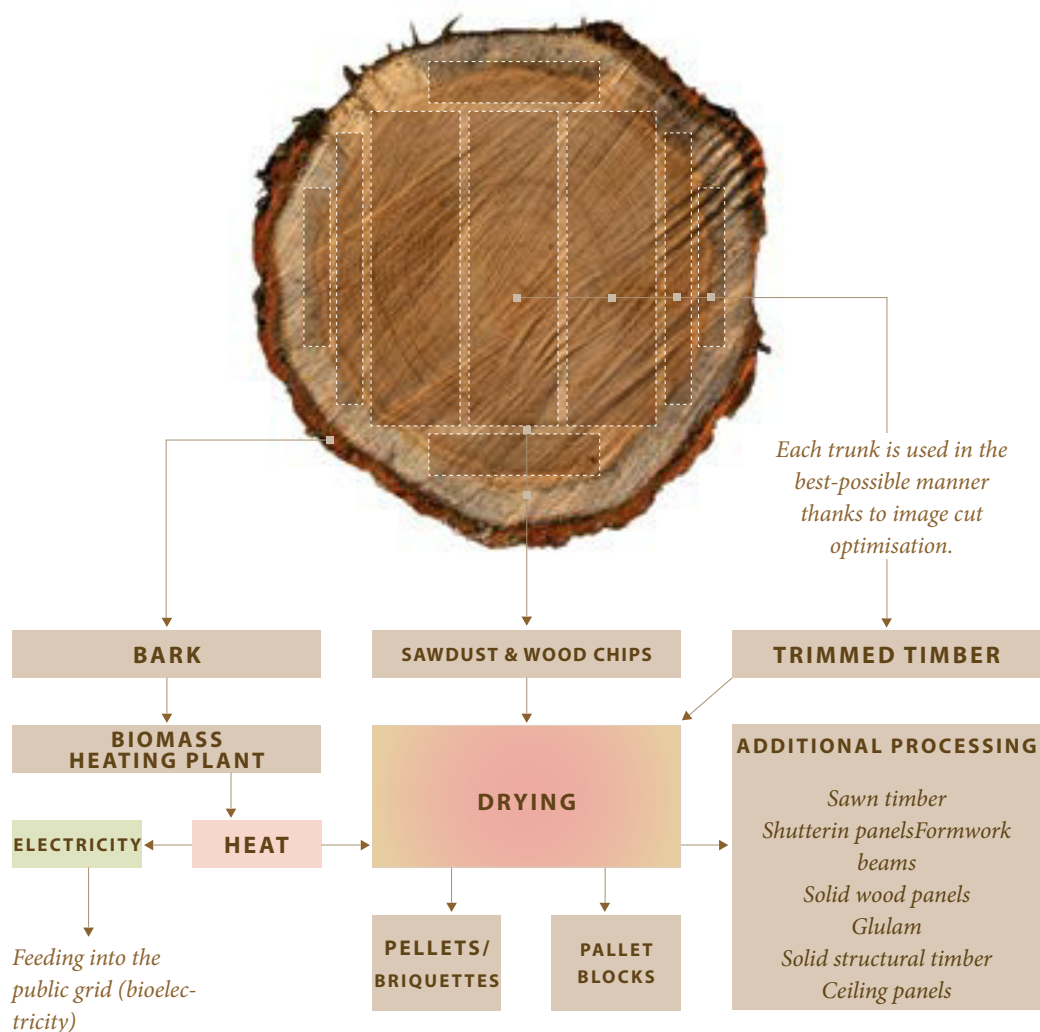 Each trunk is used in the
best-possible manner
thanks to image cut
optimisation.
BARK
SAWDUST & WOOD CHIPS
TRIMMED TIMBER
BIOMASS
HEATING PLANT
DRYING
ADDITIONAL PROCESSING
Sawn timber
Shutterin panelsFormwork
beams
Solid wood panels
Glulam
Solid structural timber
Ceiling panels
ELECTRICITY
HEAT
PELLETS/
BRIQUETTES
PALLET
BLOCKS
Feeding into the
public grid (bioelec-
tricity)